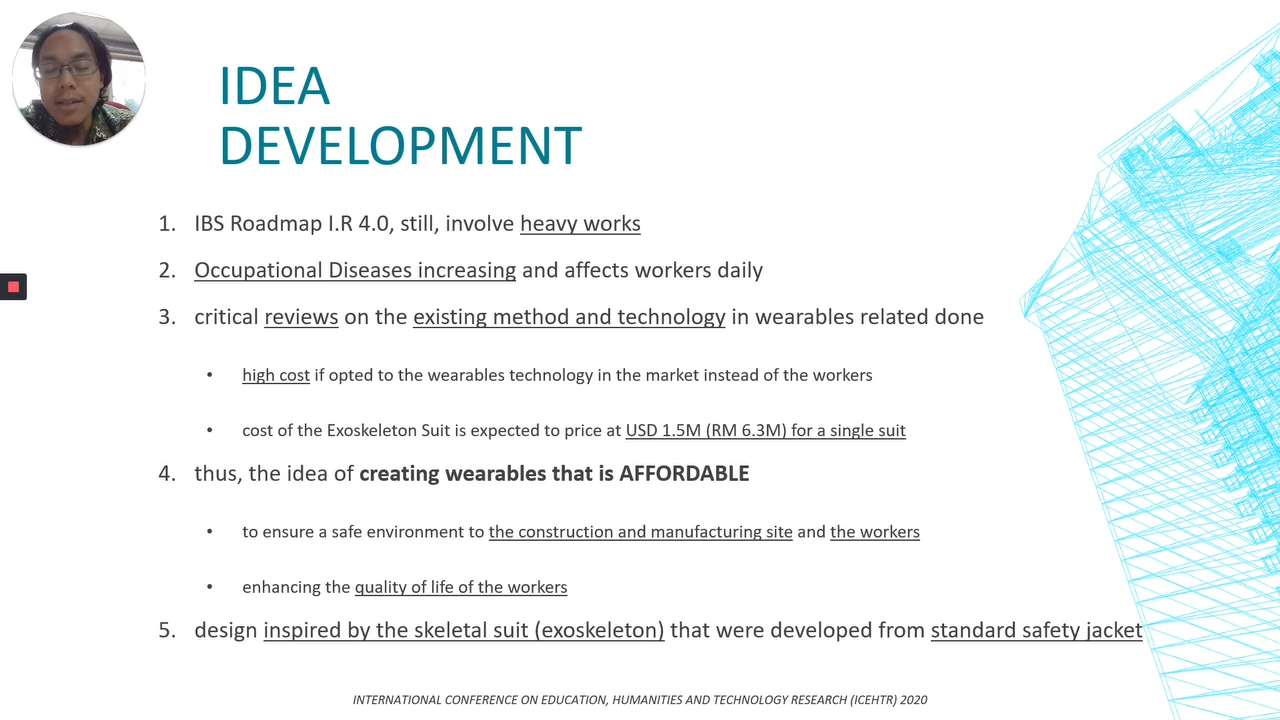 IDEA
DEVELOPMENT
1. IBS Roadmap I.R 4.0, still, involve heavy works
2. Occupational Diseases increasing and affects workers daily
3. critical reviews on the existing method and technology in wearables related done
• high cost if opted to the wearables technology in the market instead of the workers
• cost of the Exoskeleton Suit is expected to price at USD 1.5M (RM 6.3M) for a single suit
4. thus, the idea of creating wearables that is AFFORDABLE
• to ensure a safe environment to the construction and manufacturing site and the workers
• enhancing the quality of life of the workers
5. design inspired by the skeletal suit (exoskeleton) that were developed from standard safety jacket
INTERNATIONAL CONFERENCE ON EDUCATION, HUMANITIES AND TECHNOLOGY RESEARCH (ICEHTR) 2020